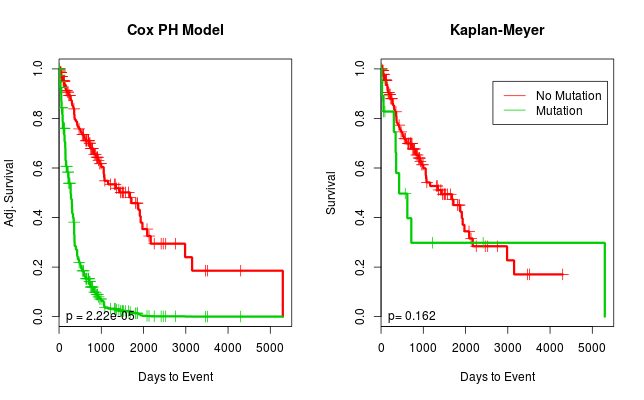 Cox PH Model
Adj. Survival
1.0
0.8
0.6
0.4
0.2
0.0
p = 2.22e-05
0 1000 2000 3000 4000 5000
Days to Event
Kaplan-Meyer
Survival
1.0
0.8
0.6
0.4
0.2
0.0
No Mutation
Mutation
p= 0.162
0 1000 2000 3000 4000 5000
Days to Event